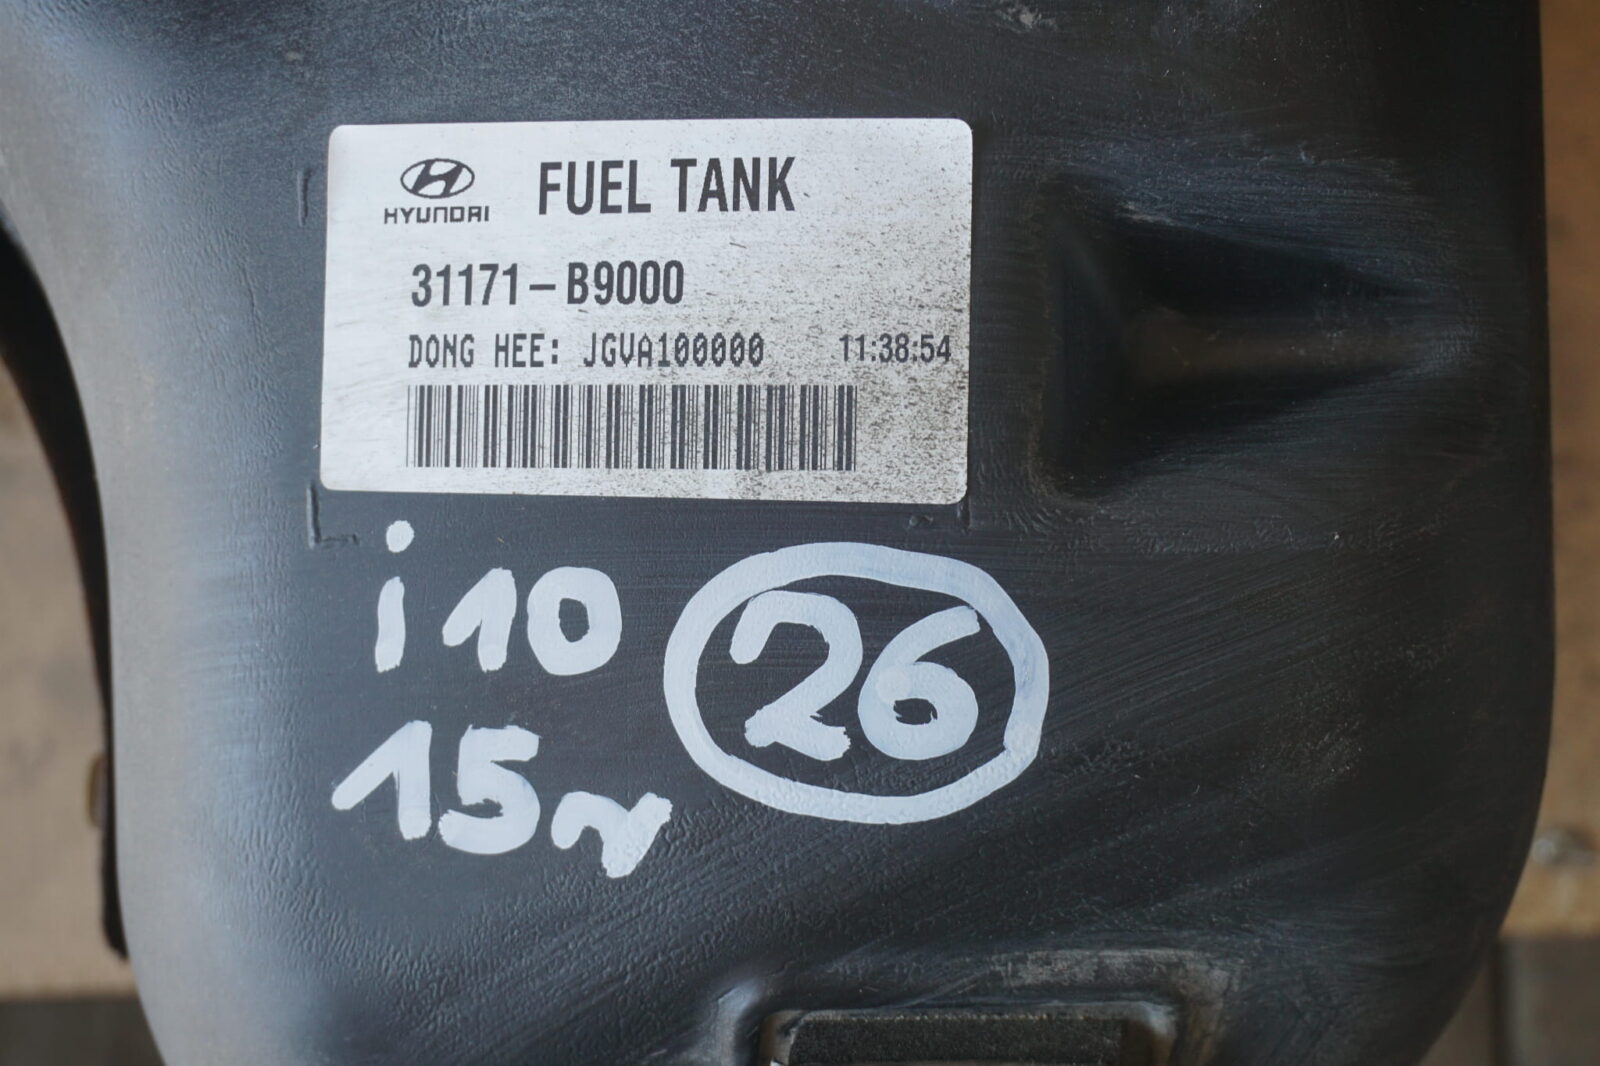 HYUNDAI FUEL TANK
31171-B9000
DONG HEE: JGVA100000 11:38:54
i10
26
15r